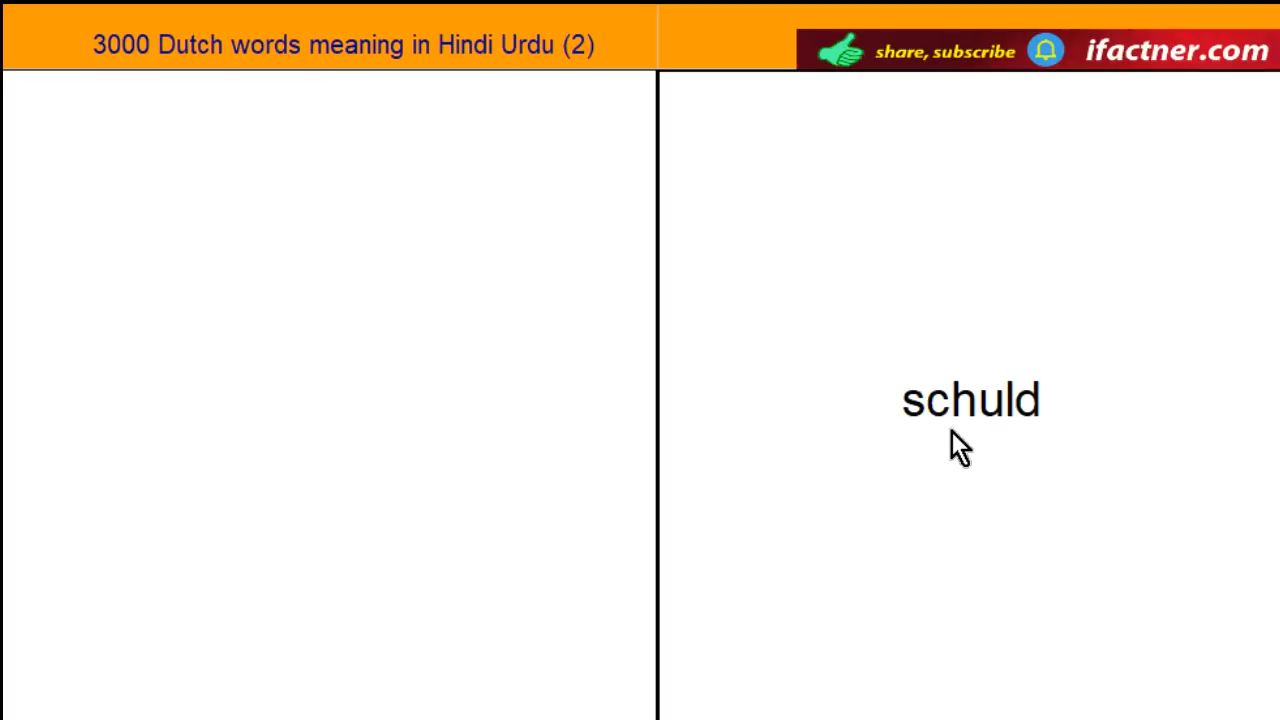 3000 Dutch words meaning in Hindi Urdu (2)
share, subscribe
ifactner.com
schuld